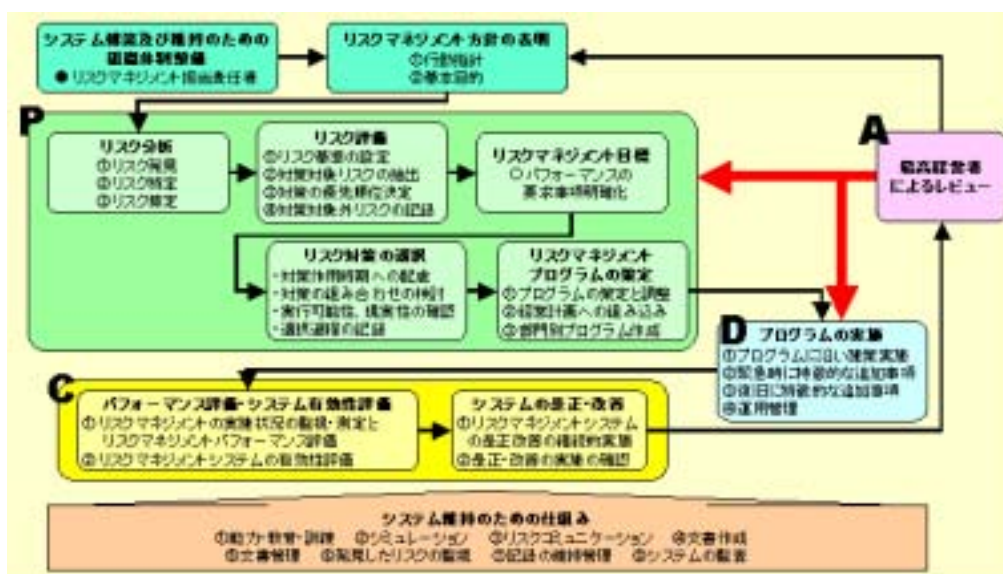 システム構築及び維持のための
組織体制整備
● リスクマネジメント担当責任者
リスクマネジメント方針の表明
①行動指針
②基本目的
P
リスク分析
①リスク発見
②リスク特定
③リスク算定
リスク評価
①リスク基準の設定
②対策対象リスクの抽出
③対策の優先順位決定
④対策対象外リスクの記録
リスクマネジメント目標
○パフォーマンスの
要求事項明確化
A
最高経営者
によるレビュー
リスク対策の選択
・対策作用時期への配慮
・対策の組み合わせの検討
・実行可能性、現実性の確認
・選択過程の記録
リスクマネジメント
プログラムの策定
①プログラムの策定と調整
②経営計画への組み込み
③部門別プログラム作成
D
プログラムの実施
①プログラムに沿い確実実施
②緊急時に特徴的な追加事項
③復旧に特徴的な追加事項
④運用管理
C
パフォーマンス評価・システム有効性評価
①リスクマネジメントの実施状況の監視・測定と
リスクマネジメントパフォーマンス評価
②リスクマネジメントシステムの有効性評価
システムの是正・改善
①リスクマネジメントシステム
の是正改善の継続的実施
②是正・改善の実施の確認
システム維持のための仕組み
①能力・教育・訓練 ②シミュレーション ③リスクコミュニケーション ④文書作成
⑤文書管理 ⑥発見したリスクの監視 ⑦記録の維持管理 ⑧システムの監査